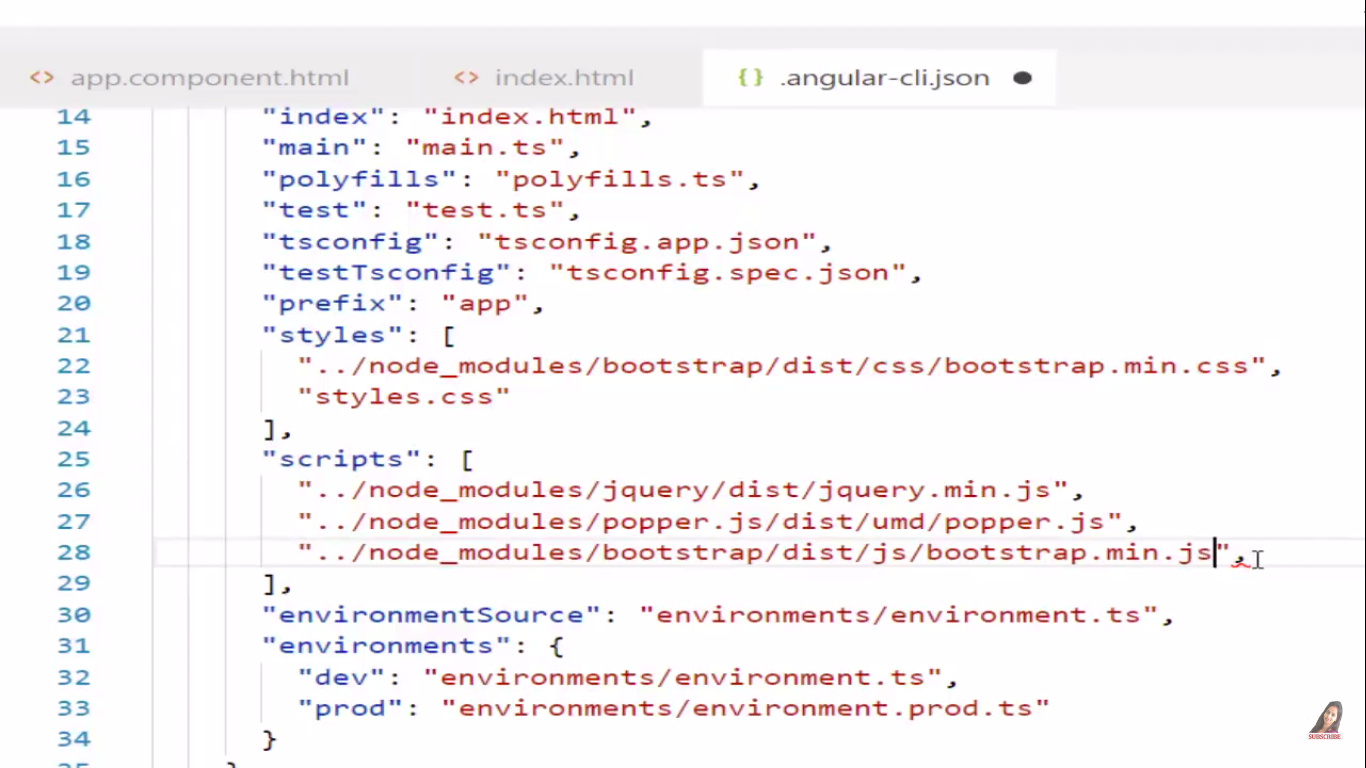 <> app.component.html <> index.html {} .angular-cli.json ●
14 "index": "index.html",
15 "main": "main.ts",
16 "polyfills": "polyfills.ts",
17 "test": "test.ts",
18 "tsconfig": "tsconfig.app.json",
19 "testTsconfig": "tsconfig.spec.json",
20 "prefix": "app",
21 "styles": [
22 "../node_modules/bootstrap/dist/css/bootstrap.min.css",
23 "styles.css"
24 ],
25 "scripts": [
26 "../node_modules/jquery/dist/jquery.min.js",
27 "../node_modules/popper.js/dist/umd/popper.js",
28 "../node_modules/bootstrap/dist/js/bootstrap.min.js",
29 ],
30 "environmentSource": "environments/environment.ts",
31 "environments": {
32 "dev": "environments/environment.ts",
33 "prod": "environments/environment.prod.ts"
34 }
SUBSCRIBE